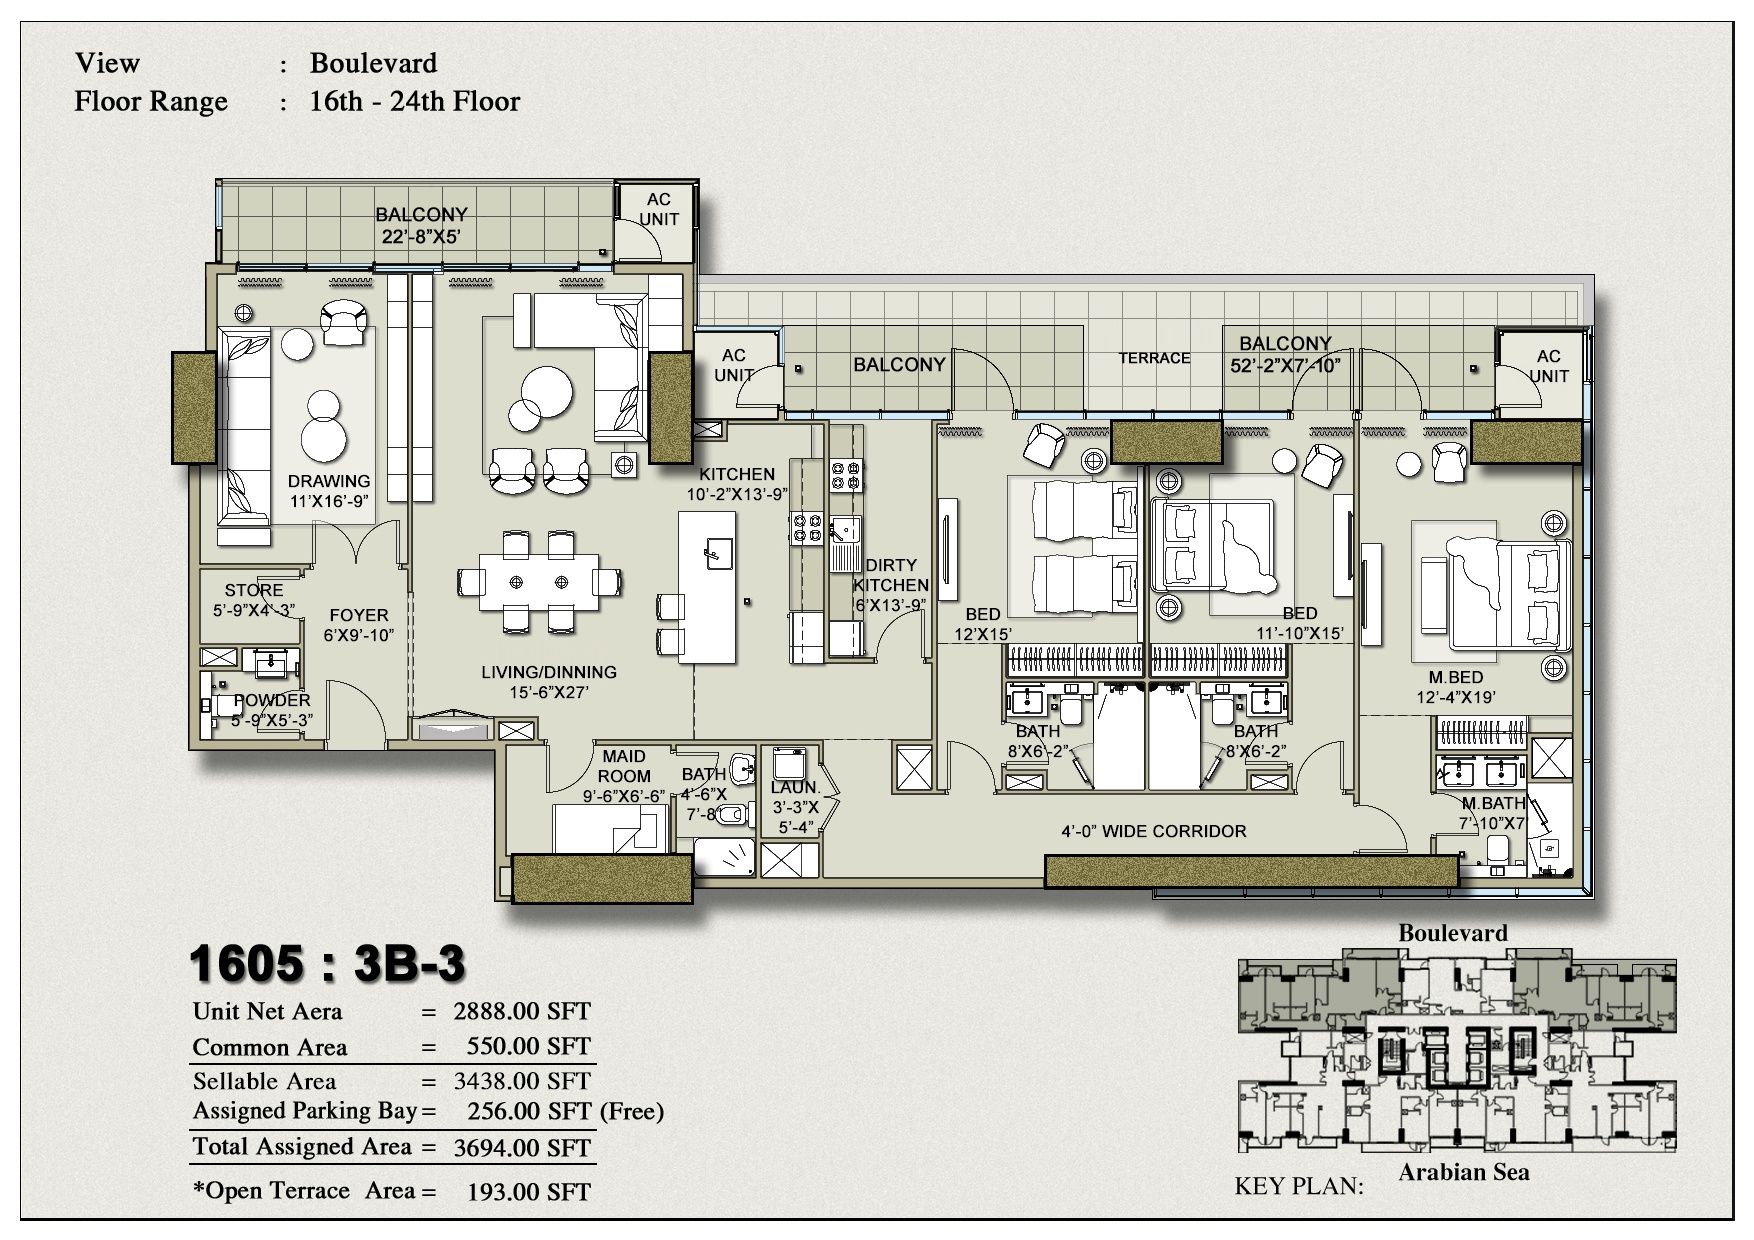 View : Boulevard
Floor Range : 16th - 24th Floor
BALCONY
22'-8"X5'
AC
UNIT
AC
UNIT
BALCONY
TERRACE
BALCONY
52'-2"X7'-10"
AC
UNIT
DRAWING
11'X16'-9"
KITCHEN
10'-2"X13'-9"
DIRTY
KITCHEN
6'X13'-9"
STORE
5'-9"X4'-3"
FOYER
6'X9'-10"
BED
12'X15'
BED
11'-10"X15'
LIVING/DINNING
15'-6"X27'
M.BED
12'-4"X19'
POWDER
5'-9"X5'-3"
BATH
8'X6'-2"
BATH
8'X6'-2"
MAID
ROOM
9'-6"X6'-6"
BATH
4'-6"X
7'-8"
LAUN.
3'-3"X
5'-4"
M.BATH
7'-10"X7'
4'-0" WIDE CORRIDOR
1605 : 3B-3
Unit Net Aera = 2888.00 SFT
Common Area = 550.00 SFT
Sellable Area = 3438.00 SFT
Assigned Parking Bay = 256.00 SFT (Free)
Total Assigned Area = 3694.00 SFT
*Open Terrace Area = 193.00 SFT
Boulevard
Arabian Sea
KEY PLAN: